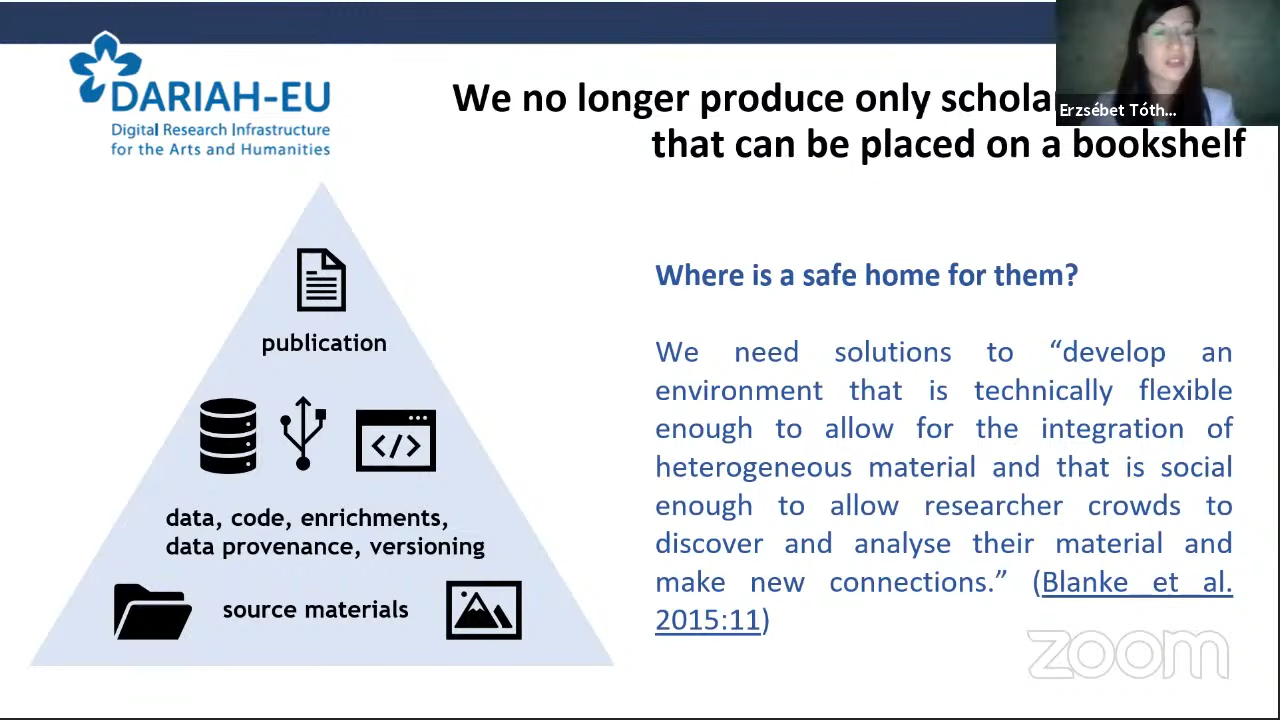 DARIAH-EU
Digital Research Infrastructure
for the Arts and Humanities
We no longer produce only
that can be placed on a bookshelf
Erzsébet Tóth...
publication
data, code, enrichments,
data provenance, versioning
source materials
Where is a safe home for them?
We need solutions to “develop an
environment that is technically flexible
enough to allow for the integration of
heterogeneous material and that is social
enough to allow researcher crowds to
discover and analyse their material and
make new connections.” (Blanke et al.
2015:11)
zoom